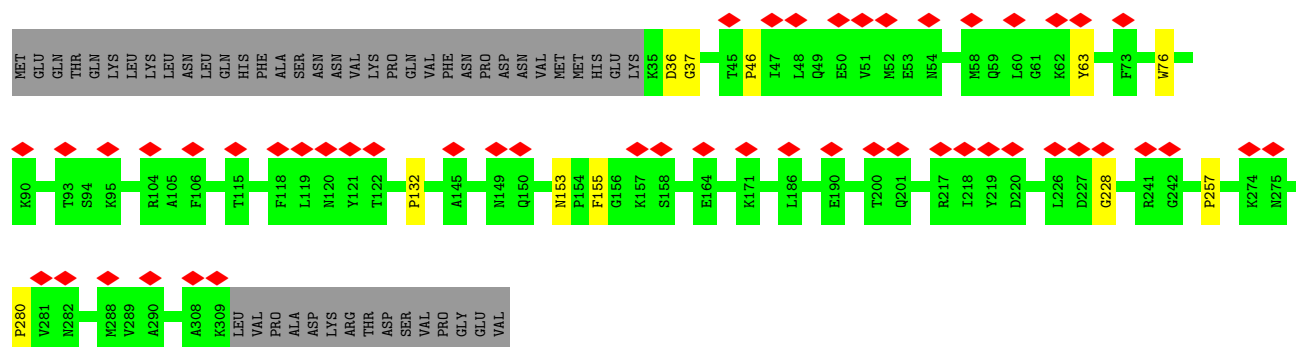 MET GLU GLN THR GLN LYS LEU LYS LEU ASN LEU GLN HIS PHE ALA SER ASN ASN VAL LYS PRO GLN VAL PHE ASN PRO ASP ASN VAL MET MET HIS GLU LYS K35 D36 G37 T45 P46 I47 L48 Q49 E50 V51 M52 E53 N54 M58 Q59 L60 G61 K62 Y63 F73 W76
K90 T93 S94 K95 R104 A105 F106 T115 F118 L119 N120 Y121 T122 P132 A145 N149 Q150 N153 P154 F155 G156 K157 S158 E164 K171 L186 E190 T200 Q201 R217 I218 Y219 D220 L226 D227 G228 R241 G242 P257 K274 N275
P280 V281 N282 M288 V289 A290 A308 K309 LEU VAL PRO ALA ASP LYS ARG THR ASP SER VAL PRO GLY GLU VAL